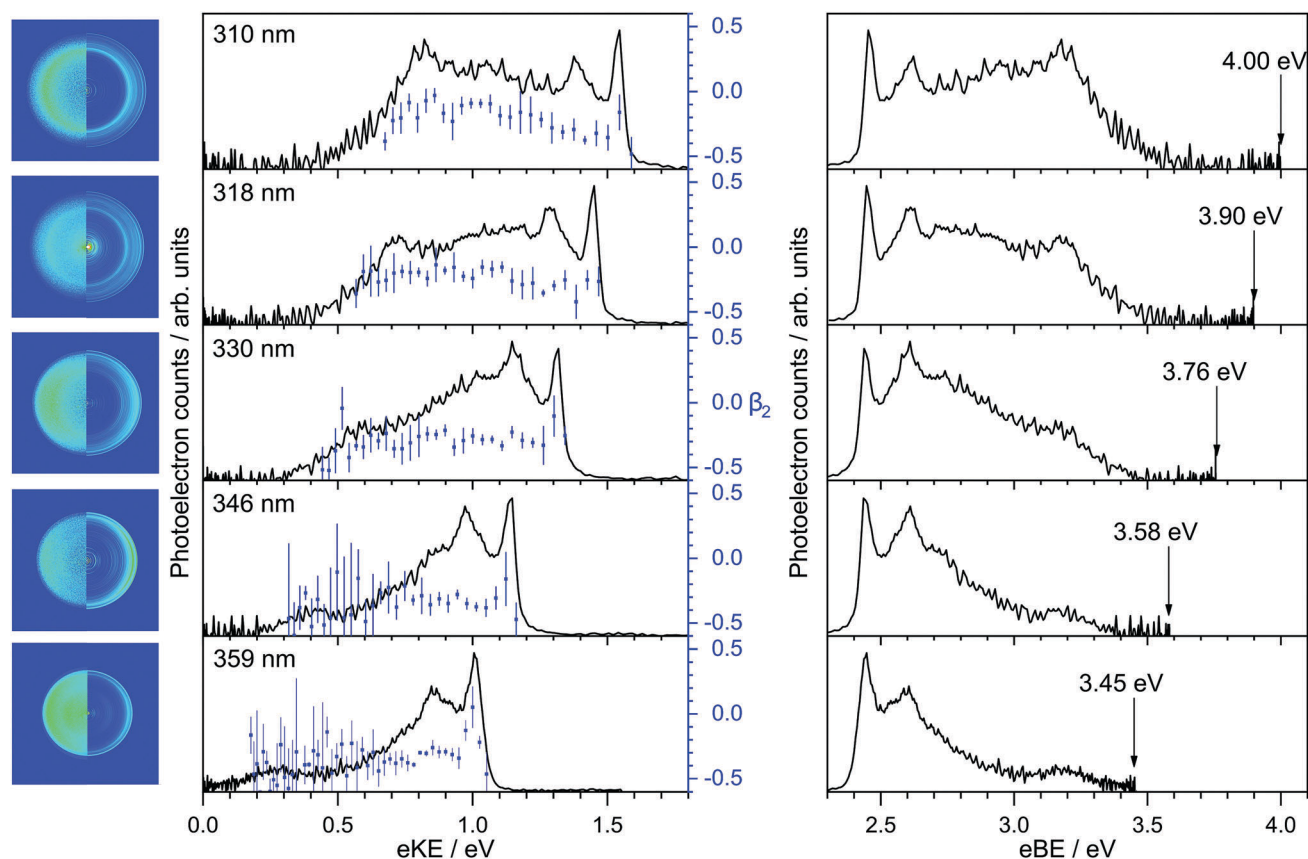 310 nm
318 nm
330 nm
346 nm
359 nm
Photoelectron counts / arb. units
0.5
0.0
-0.5
0.5
0.0
-0.5
0.5
0.0
-0.5
0.5
0.0
-0.5
0.5
0.0
-0.5
β₂
0.0 0.5 1.0 1.5
eKE / eV
Photoelectron counts / arb. units
4.00 eV
3.90 eV
3.76 eV
3.58 eV
3.45 eV
2.5 3.0 3.5 4.0
eBE / eV